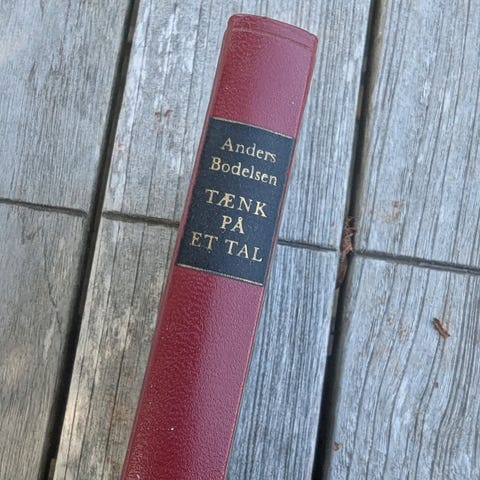 Anders
Bodelsen
TÆNK
PÅ
ET TAL